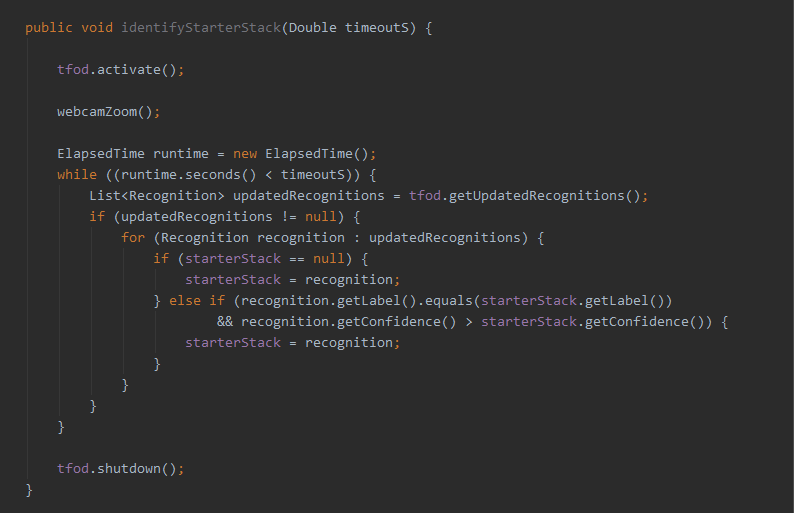 public void identifyStarterStack(Double timeoutS) {
tfod.activate();
webcamZoom();
ElapsedTime runtime = new ElapsedTime();
while ((runtime.seconds() < timeoutS)) {
List<Recognition> updatedRecognitions = tfod.getUpdatedRecognitions();
if (updatedRecognitions != null) {
for (Recognition recognition : updatedRecognitions) {
if (starterStack == null) {
starterStack = recognition;
} else if (recognition.getLabel().equals(starterStack.getLabel())
&& recognition.getConfidence() > starterStack.getConfidence()) {
starterStack = recognition;
}
}
}
}
tfod.shutdown();
}